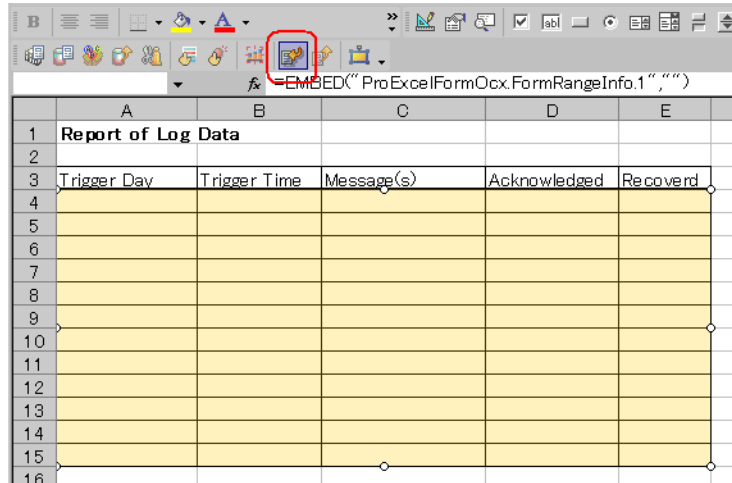 B A » abl
fx =EMBED("ProExcelFormOcx.FormRangeInfo.1","")
A B C D E
1 Report of Log Data
2
3 Trigger Day Trigger Time Message(s) Acknowledged Recoverd
4
5
6
7
8
9
10
11
12
13
14
15
16